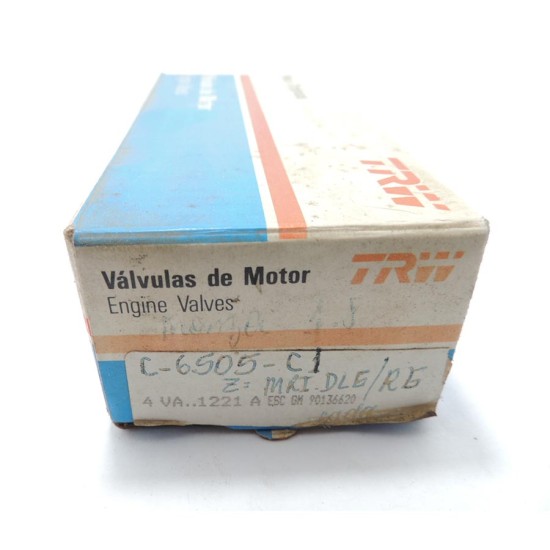 TRW
Válvulas de Motor
TRW
Engine Valves
monza 1.8
C-6505-C1
Z= MRI.DLE/RE
4 VA..1221 A ESC GM 90136620